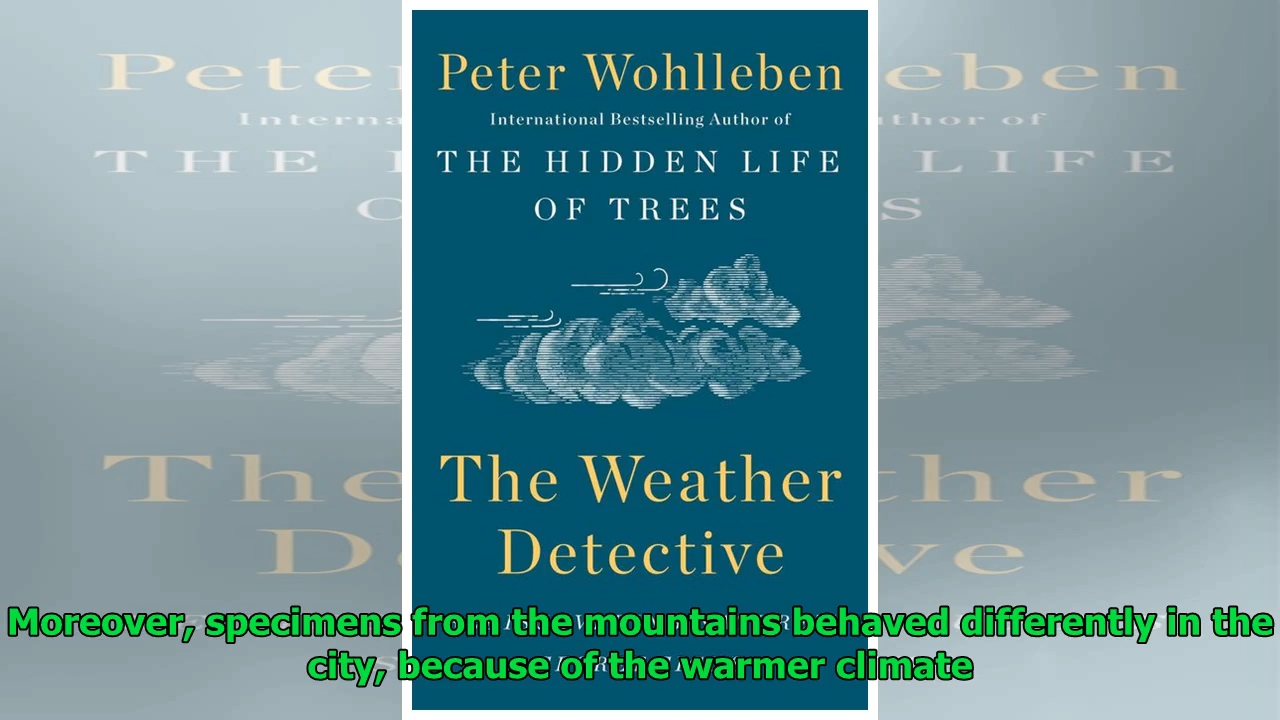 Peter Wohlleben
International Bestselling Author of
THE HIDDEN LIFE
OF TREES
The Weather
Detective
Moreover, specimens from the mountains behaved differently in the
city, because of the warmer climate